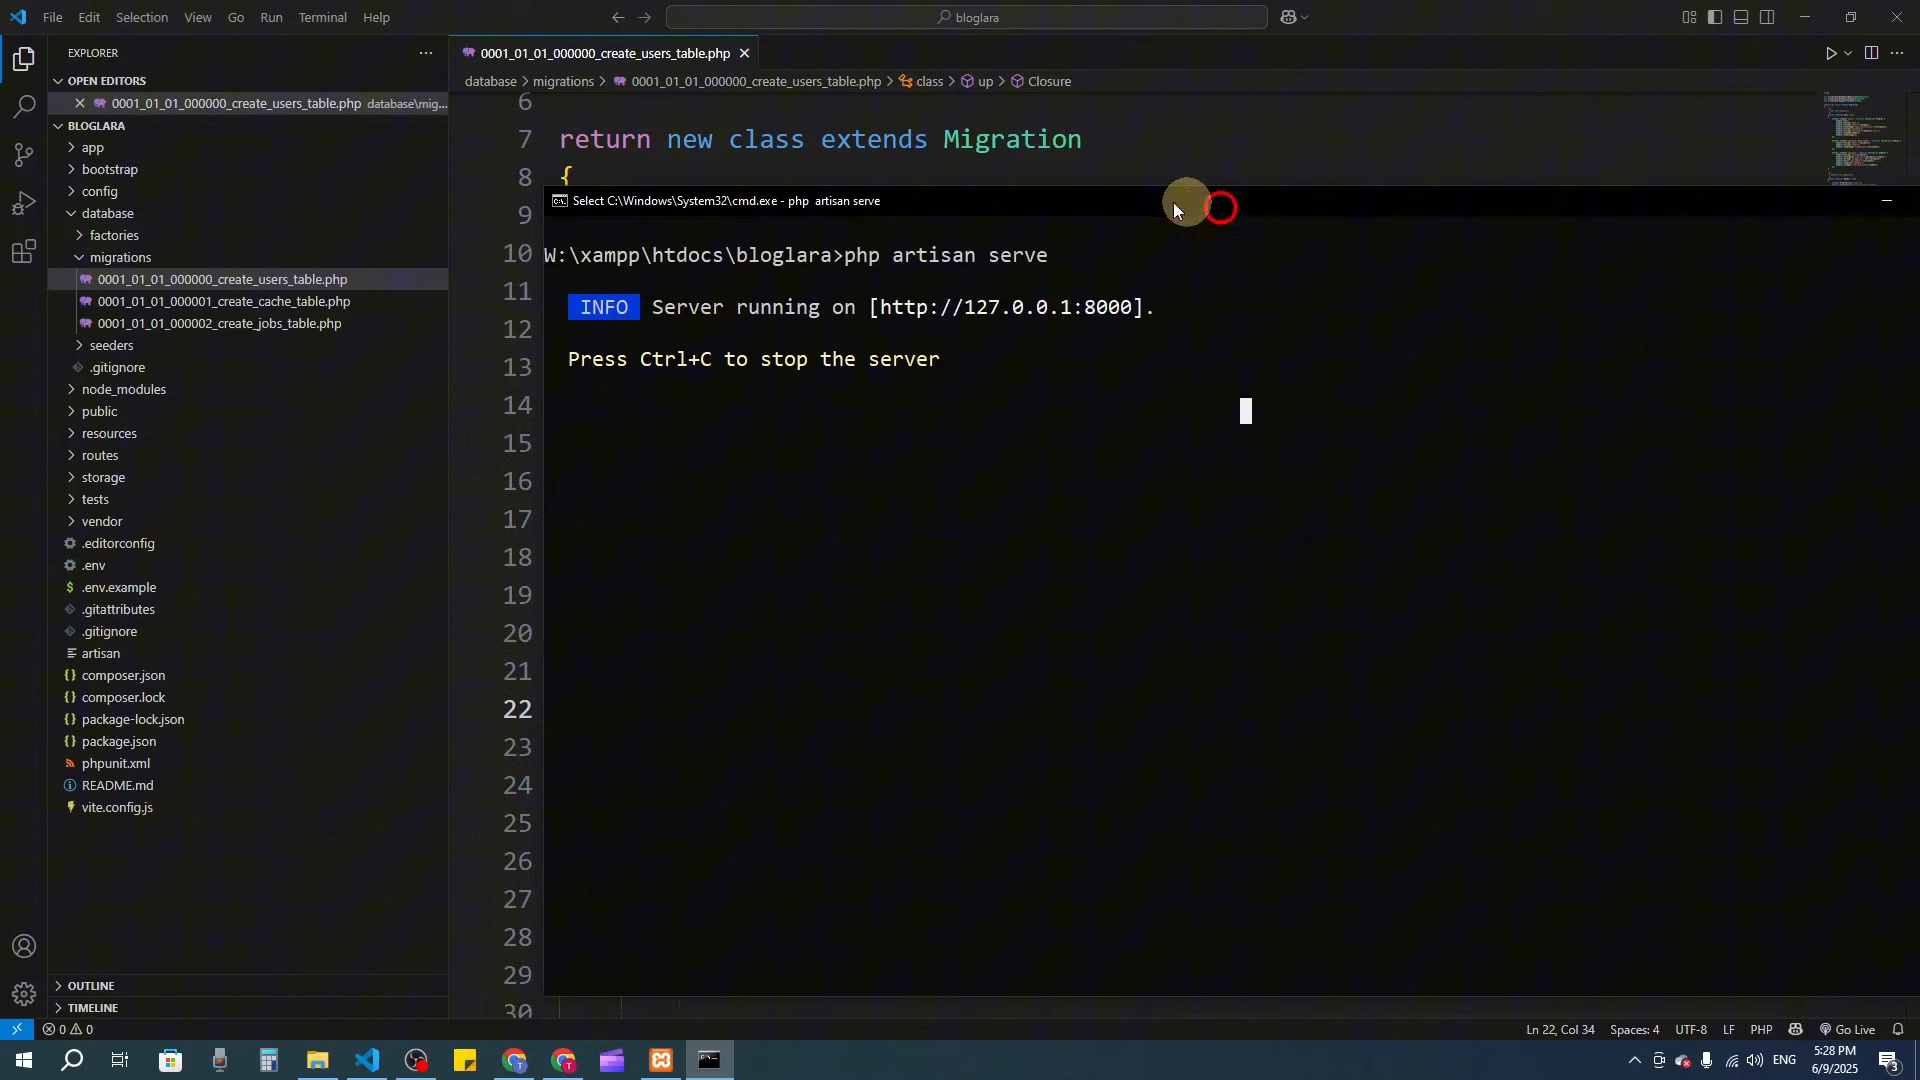 File Edit Selection View Go Run Terminal Help
bloglara
EXPLORER
OPEN EDITORS
0001_01_01_000000_create_users_table.php database\mig...
BLOGLARA
app
bootstrap
config
database
factories
migrations
0001_01_01_000000_create_users_table.php
0001_01_01_000001_create_cache_table.php
0001_01_01_000002_create_jobs_table.php
seeders
.gitignore
node_modules
public
resources
routes
storage
tests
vendor
.editorconfig
.env
.env.example
.gitattributes
.gitignore
artisan
composer.json
composer.lock
package-lock.json
package.json
phpunit.xml
README.md
vite.config.js
OUTLINE
TIMELINE
0001_01_01_000000_create_users_table.php
database > migrations > 0001_01_01_000000_create_users_table.php > class > up > Closure
6
7 return new class extends Migration
8 {
9
10
11
12
13
14
15
16
17
18
19
20
21
22
23
24
25
26
27
28
29
30
Select C:\Windows\System32\cmd.exe - php artisan serve
W:\xampp\htdocs\bloglara>php artisan serve
INFO Server running on [http://127.0.0.1:8000].
Press Ctrl+C to stop the server
0 0
Ln 22, Col 34 Spaces: 4 UTF-8 LF PHP Go Live
ENG
5:28 PM
6/9/2025
3